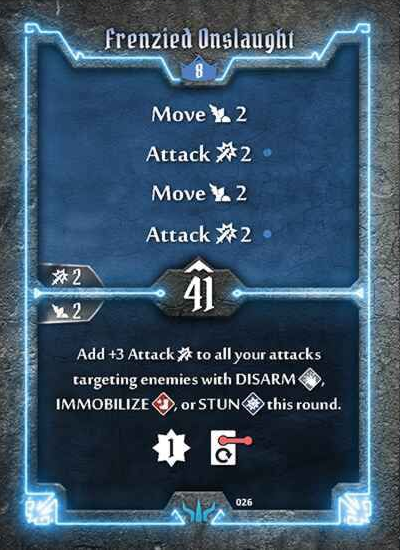 Frenzied Onslaught
8
Move 2
Attack 2
Move 2
Attack 2
2
41
2
Add +3 Attack to all your attacks
targeting enemies with DISARM,
IMMOBILIZE, or STUN this round.
1
026